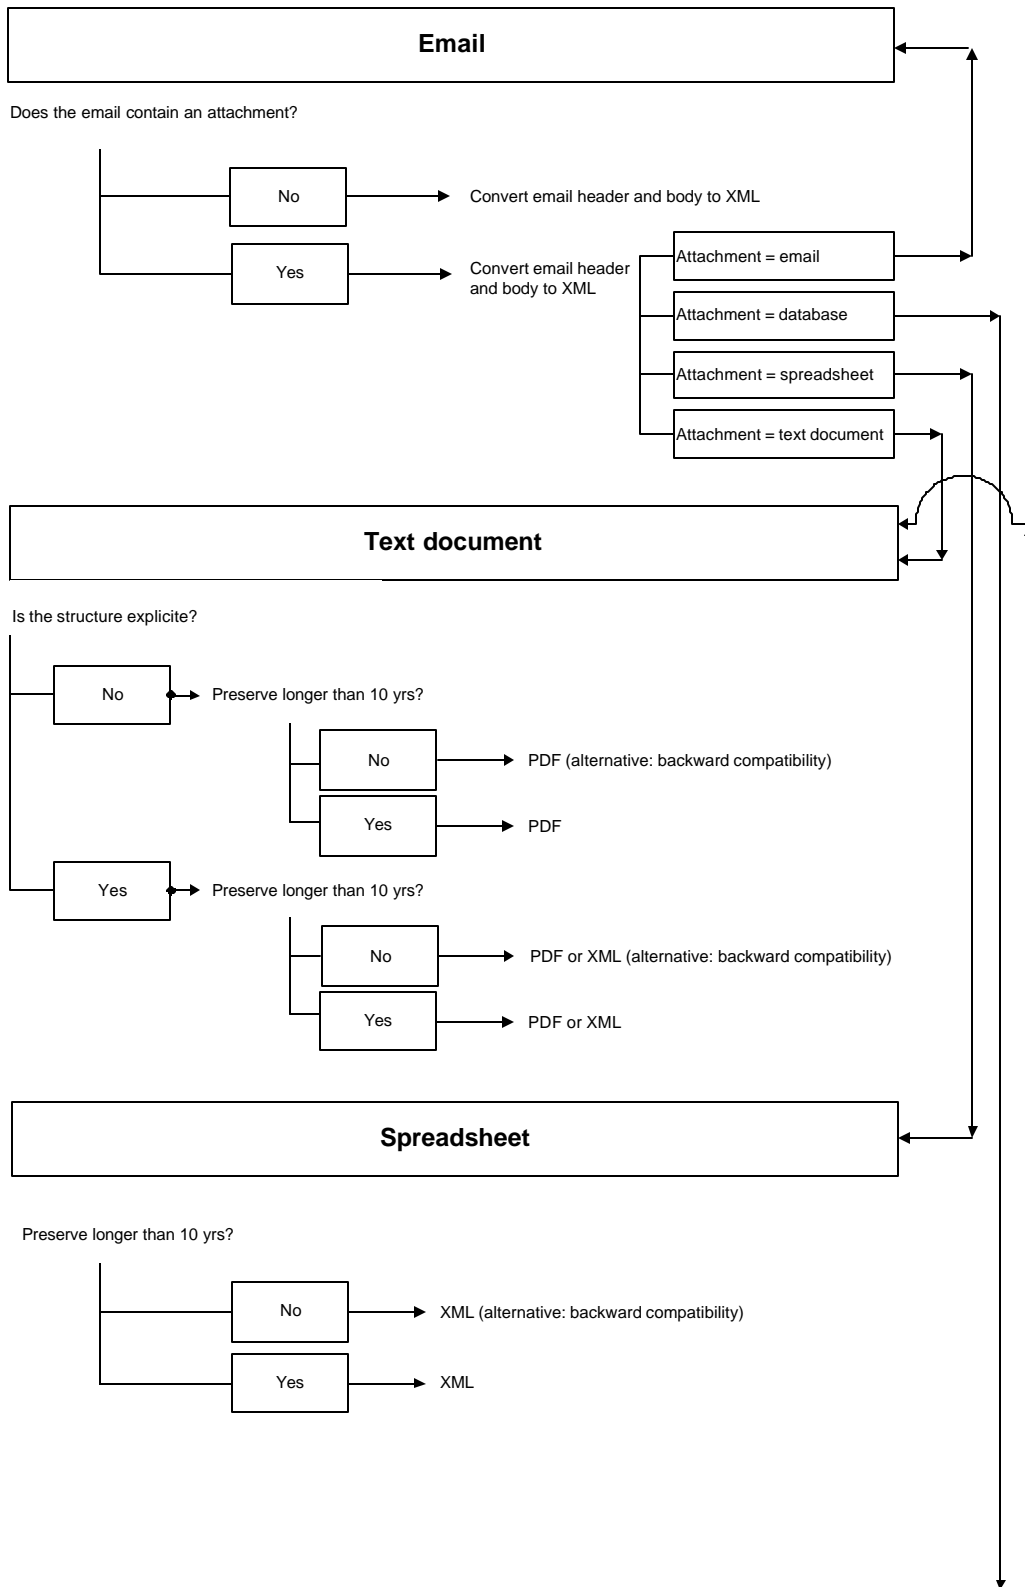 Email
Does the email contain an attachment?
No
Convert email header and body to XML
Yes
Convert email header
and body to XML
Attachment = email
Attachment = database
Attachment = spreadsheet
Attachment = text document
Text document
Is the structure explicite?
No
Preserve longer than 10 yrs?
No
PDF (alternative: backward compatibility)
Yes
PDF
Yes
Preserve longer than 10 yrs?
No
PDF or XML (alternative: backward compatibility)
Yes
PDF or XML
Spreadsheet
Preserve longer than 10 yrs?
No
XML (alternative: backward compatibility)
Yes
XML